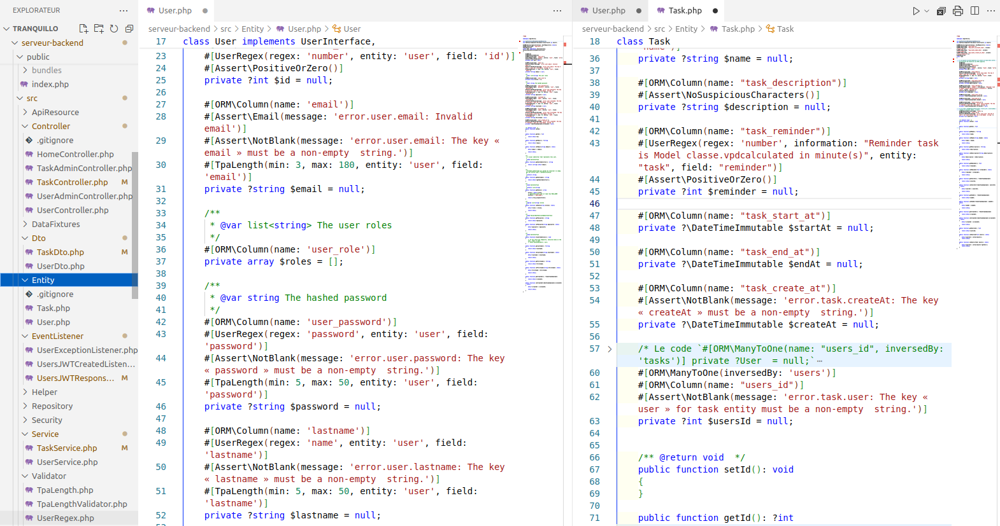 EXPLORATEUR
TRANQUILLO
serveur-backend
public
bundles
index.php
src
ApiResource
Controller
.gitignore
HomeController.php
TaskAdminController.php
TaskController.php M
UserAdminController.php
UserController.php
DataFixtures
Dto
TaskDto.php M
UserDto.php
Entity
.gitignore
Task.php
User.php
EventListener
UserExceptionListener.php
UsersJWTCreatedListen...
UsersJWTRespons... M
Helper
Repository
Security
Service
TaskService.php M
UserService.php
Validator
TpaLength.php
TpaLengthValidator.php
UserRegex.php
User.php
serveur-backend > src > Entity > User.php > User
17 class User implements UserInterface,
23 #[UserRegex(regex: 'number', entity: 'user', field: 'id')]
24 #[Assert\PositiveOrZero()]
25 private ?int $id = null;
26
27 #[ORM\Column(name: 'email')]
28 #[Assert\Email(message: 'error.user.email: Invalid
email')]
29 #[Assert\NotBlank(message: 'error.user.email: The key «
email » must be a non-empty  string.')]
30 #[TpaLength(min: 3, max: 180, entity: 'user', field:
'email')]
31 private ?string $email = null;
32
33 /**
34 * @var list<string> The user roles
35 */
36 #[ORM\Column(name: 'user_role')]
37 private array $roles = [];
38
39 /**
40 * @var string The hashed password
41 */
42 #[ORM\Column(name: 'user_password')]
43 #[UserRegex(regex: 'password', entity: 'user', field:
'password')]
44 #[Assert\NotBlank(message: 'error.user.password: The key
« password » must be a non-empty  string.')]
45 #[TpaLength(min: 5, max: 50, entity: 'user', field:
'password')]
46 private ?string $password = null;
47
48 #[ORM\Column(name: 'lastname')]
49 #[UserRegex(regex: 'name', entity: 'user', field:
'lastname')]
50 #[Assert\NotBlank(message: 'error.user.lastname: The key
« lastname » must be a non-empty  string.')]
51 #[TpaLength(min: 5, max: 50, entity: 'user', field:
'lastname')]
52 private ?string $lastname = null;
User.php Task.php
serveur-backend > src > Entity > Task.php > Task
18 class Task
name')]
36 private ?string $name = null;
37
38 #[ORM\Column(name: "task_description")]
39 #[Assert\NoSuspiciousCharacters()]
40 private ?string $description = null;
41
42 #[ORM\Column(name: "task_reminder")]
43 #[UserRegex(regex: 'number', information: "Reminder task
is Model classe.vpdcalculated in minute(s)", entity:
"task", field: "reminder")]
44 #[Assert\PositiveOrZero()]
45 private ?int $reminder = null;
46
47 #[ORM\Column(name: "task_start_at")]
48 private ?\DateTimeImmutable $startAt = null;
49
50 #[ORM\Column(name: "task_end_at")]
51 private ?\DateTimeImmutable $endAt = null;
52
53 #[ORM\Column(name: "task_create_at")]
54 #[Assert\NotBlank(message: 'error.task.createAt: The key
« createAt » must be a non-empty  string.')]
55 private ?\DateTimeImmutable $createAt = null;
56
57 /* Le code `#[ORM\ManyToOne(name: "users_id", inversedBy:
'tasks')] private ?User  = null;` ⋯
60 #[ORM\ManyToOne(inversedBy: 'users')]
61 #[ORM\Column(name: "users_id")]
62 #[Assert\NotBlank(message: 'error.task.user: The key «
user » for task entity must be a non-empty  string.')]
63 private ?int $usersId = null;
64
65
66 /** @return void  */
67 public function setId(): void
68 {
69 }
70
71 public function getId(): ?int